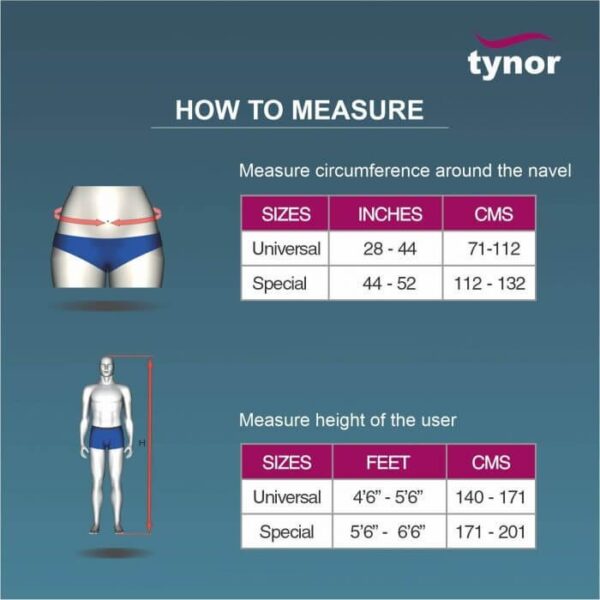 tynor
HOW TO MEASURE
Measure circumference around the navel
SIZES INCHES CMS
Universal 28 - 44 71-112
Special 44 - 52 112 - 132
Measure height of the user
H
H
SIZES FEET CMS
Universal 4’6” - 5’6” 140 - 171
Special 5’6” - 6’6” 171 - 201